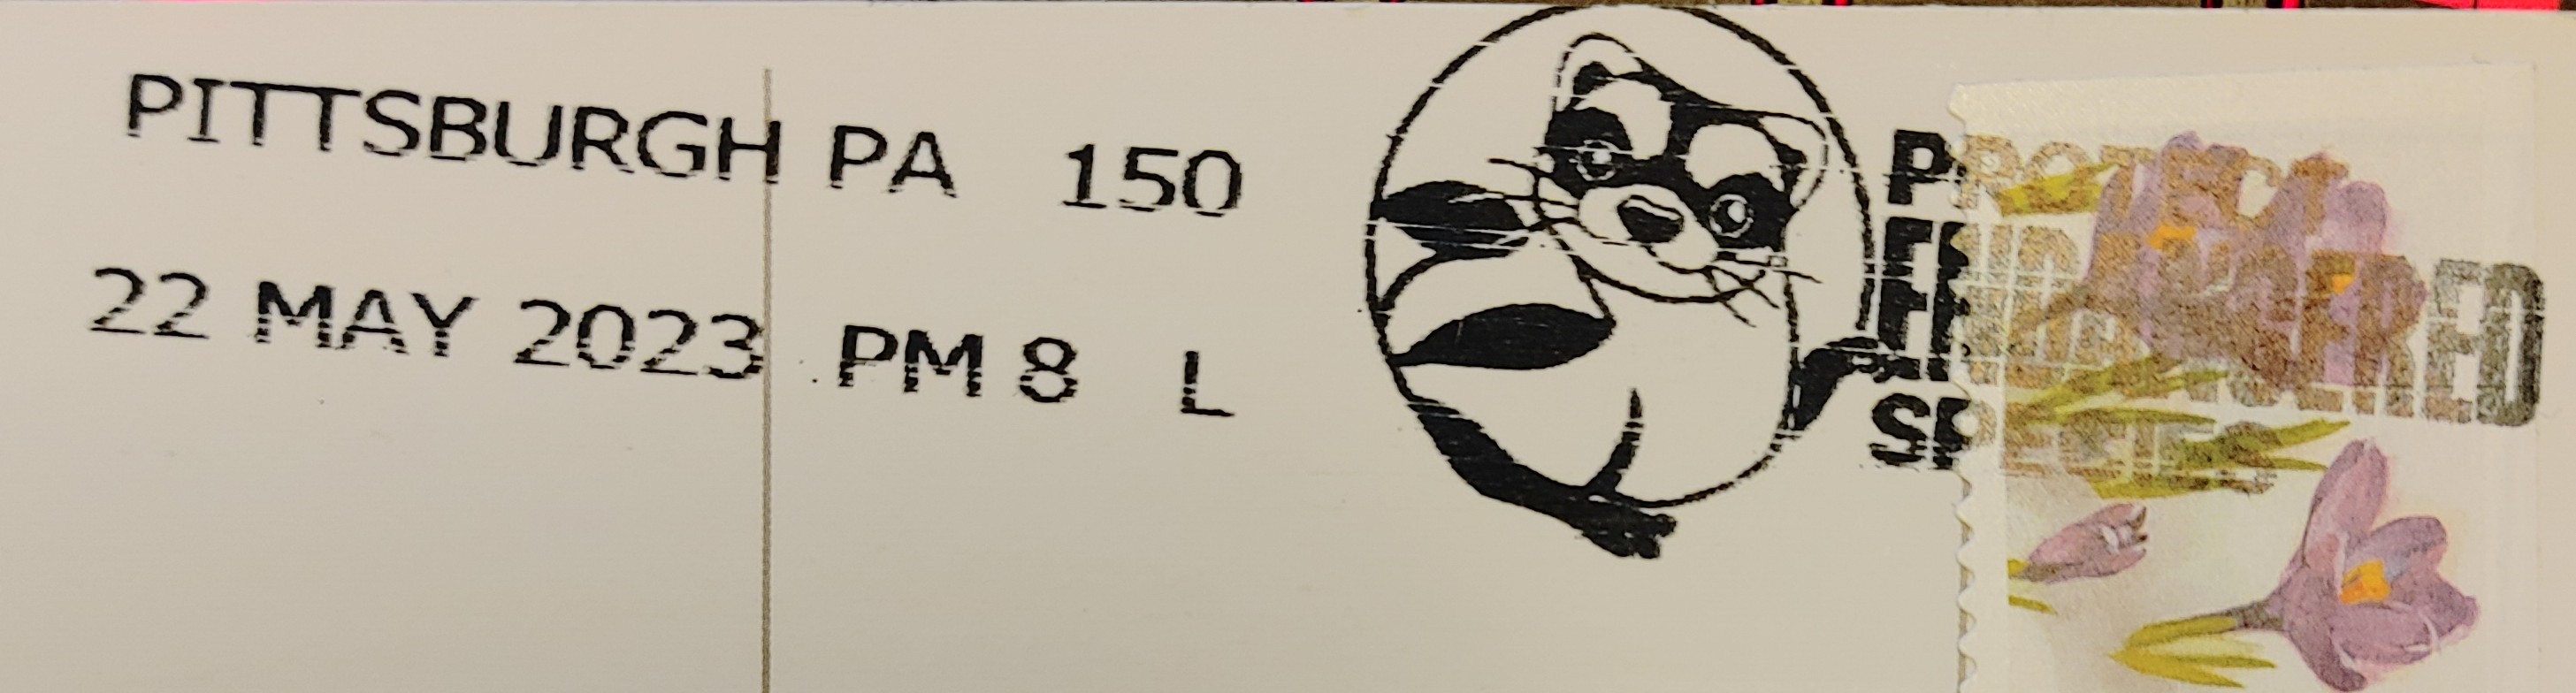 PITTSBURGH PA 150
22 MAY 2023 PM 8 L
PROTECT
ENDANGERED
SPECIES